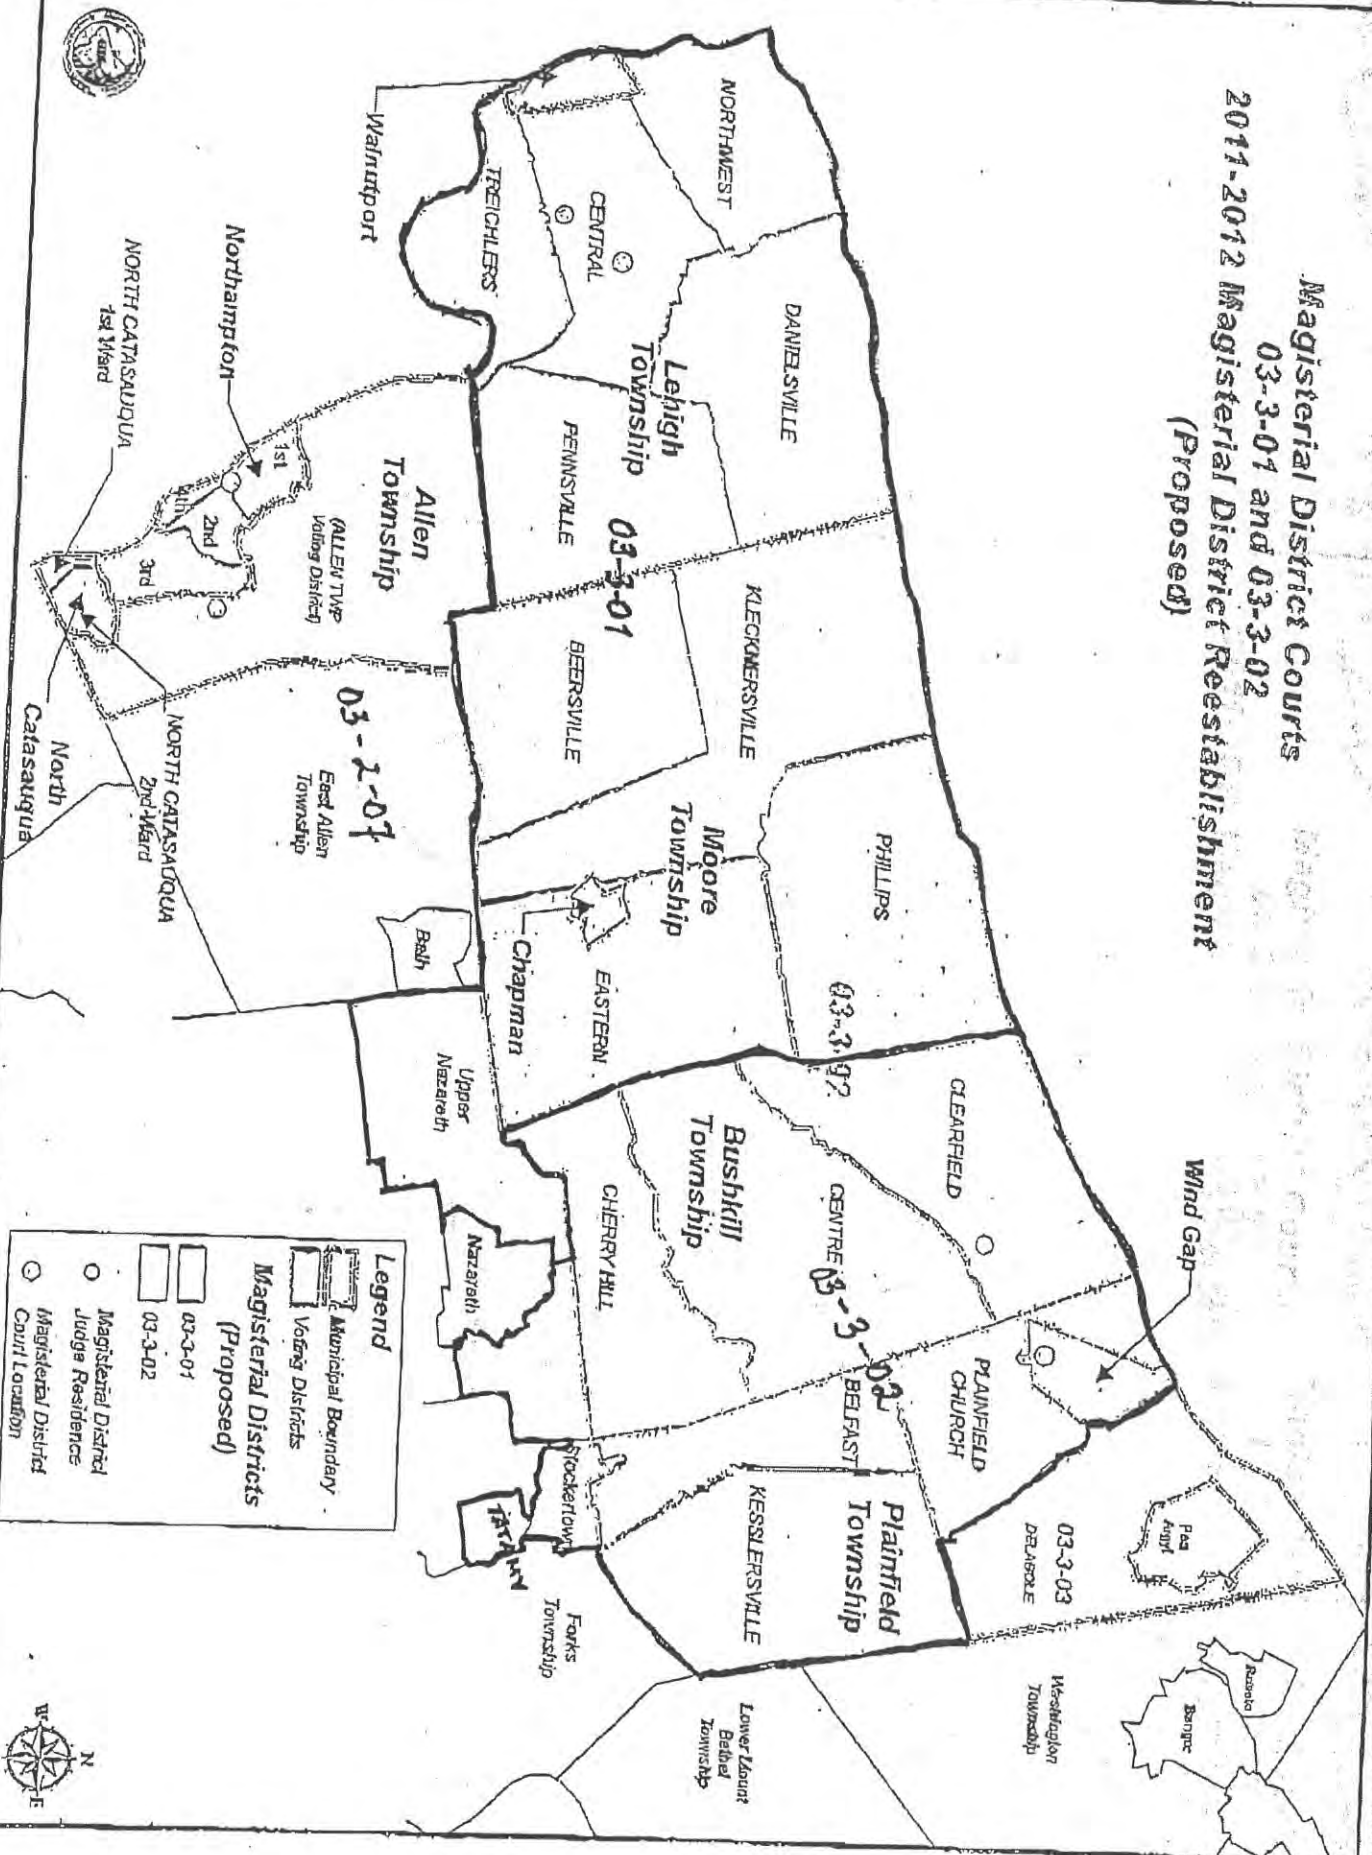 Magisterial District Courts
03-3-01 and 03-3-02
2011-2012 Magisterial District Reestablishment
(Proposed)
Wind Gap
NORTHWEST
DANIELSVILLE
KLECKNERSVILLE
PHILLIPS
CLEARFIELD
CENTRAL
TREICHLERS
Walnutport
Lehigh
Township
PENNSVILLE
03-3-01
BEERSVILLE
Moore
Township
Chapman
EASTERN
03-3-02
Bushkill
Township
CENTRE
03-3-02
CHERRY HILL
PLAINFIELD
CHURCH
BELFAST
Plainfield
Township
KESSLERSVILLE
03-3-03
DELABOLE
Pen
Argyl
Roseto
Bangor
Washington
Township
Lower Mount
Bethel
Township
Forks
Township
Stockertown
TATAMY
Nazareth
Upper
Nazareth
Bath
Allen
Township
(ALLEN TWP
Voting District)
03-2-07
East Allen
Township
Northampton
1st
2nd
3rd
4th
NORTH CATASAUQUA
1st Ward
NORTH CATASAUQUA
2nd Ward
North
Catasauqua
Legend
Municipal Boundary
Voting Districts
Magisterial Districts
(Proposed)
03-3-01
03-3-02
Magisterial District
Judge Residence
Magisterial District
Court Location
N
W
E